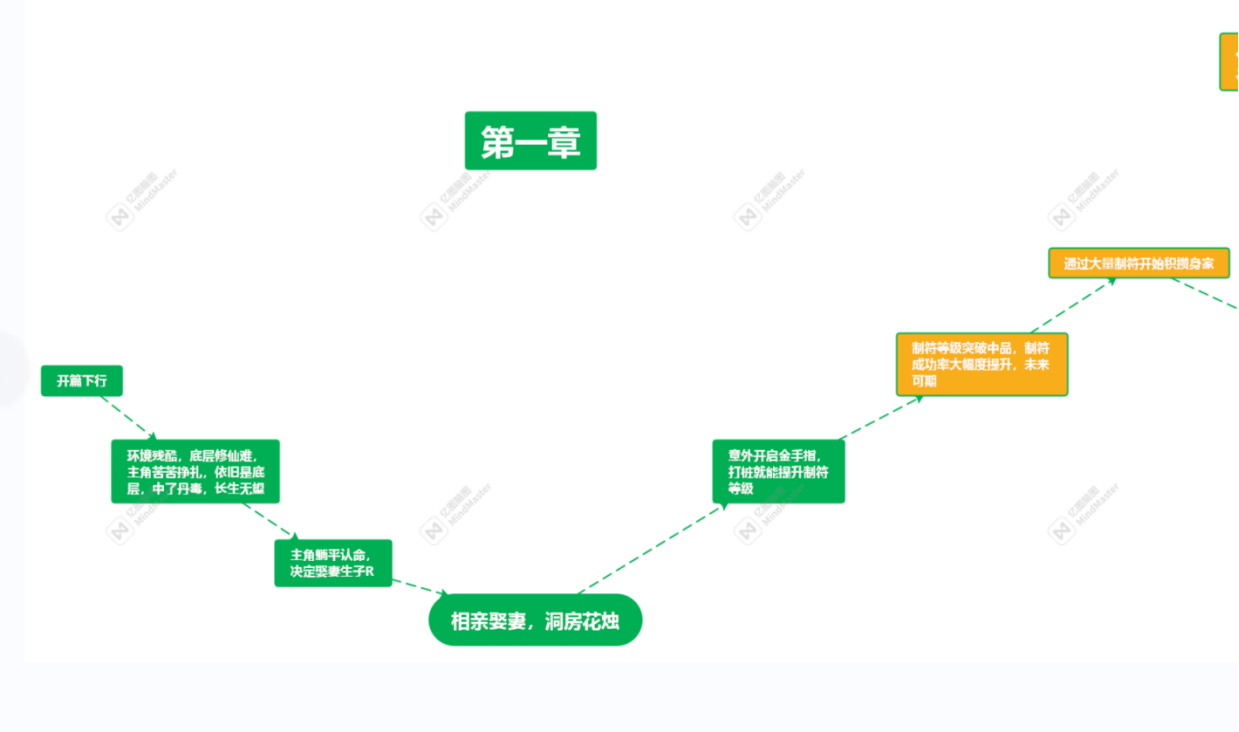 第一章
开篇下行
环境残酷，底层修仙难，
主角苦苦挣扎，依旧是底
层，中了丹毒，长生无望
主角躺平认命，
决定娶妻生子R
相亲娶妻，洞房花烛
意外开启金手指，
打桩就能提升制符
等级
制符等级突破中品，制符
成功率大幅度提升，未来
可期
通过大量制符开始积攒身家
亿图脑图
MindMaster
亿图脑图
MindMaster
亿图脑图
MindMaster
亿图脑图
MindMaster
亿图脑图
MindMaster
亿图脑图
MindMaster
亿图脑图
MindMaster
亿图脑图
MindMaster